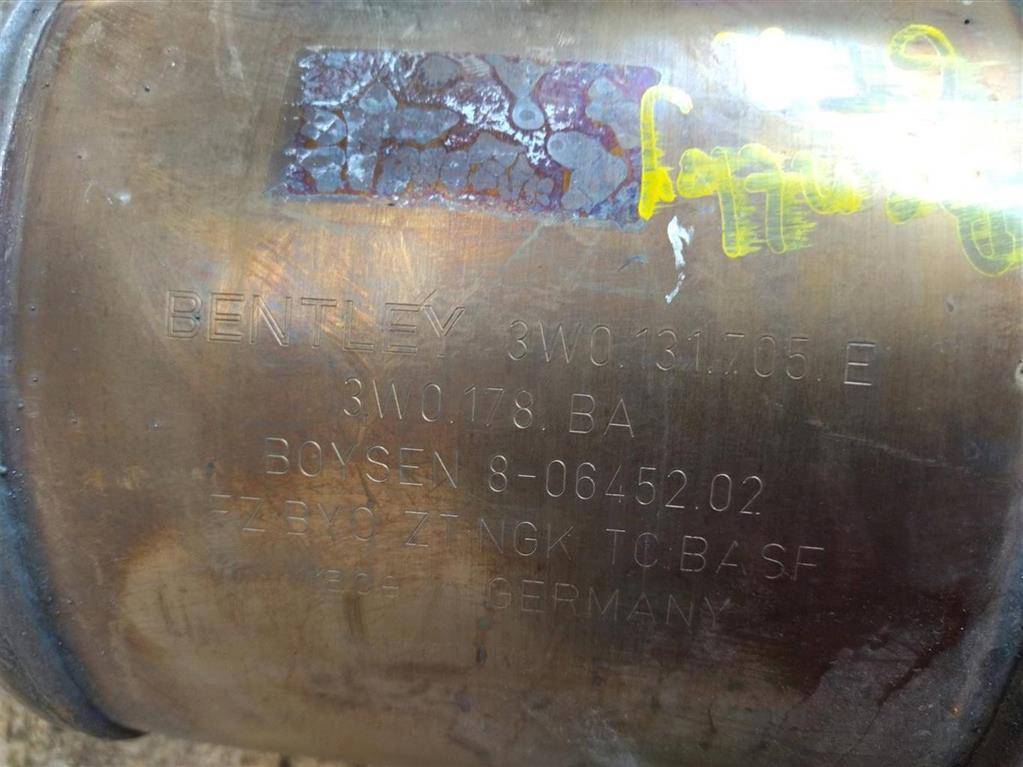 BENTLEY 3W0.131.705.E
3W0.178.BA
BOYSEN 8-06452.02
FZ:BYO ZT:NGK TC:BASF
GERMANY